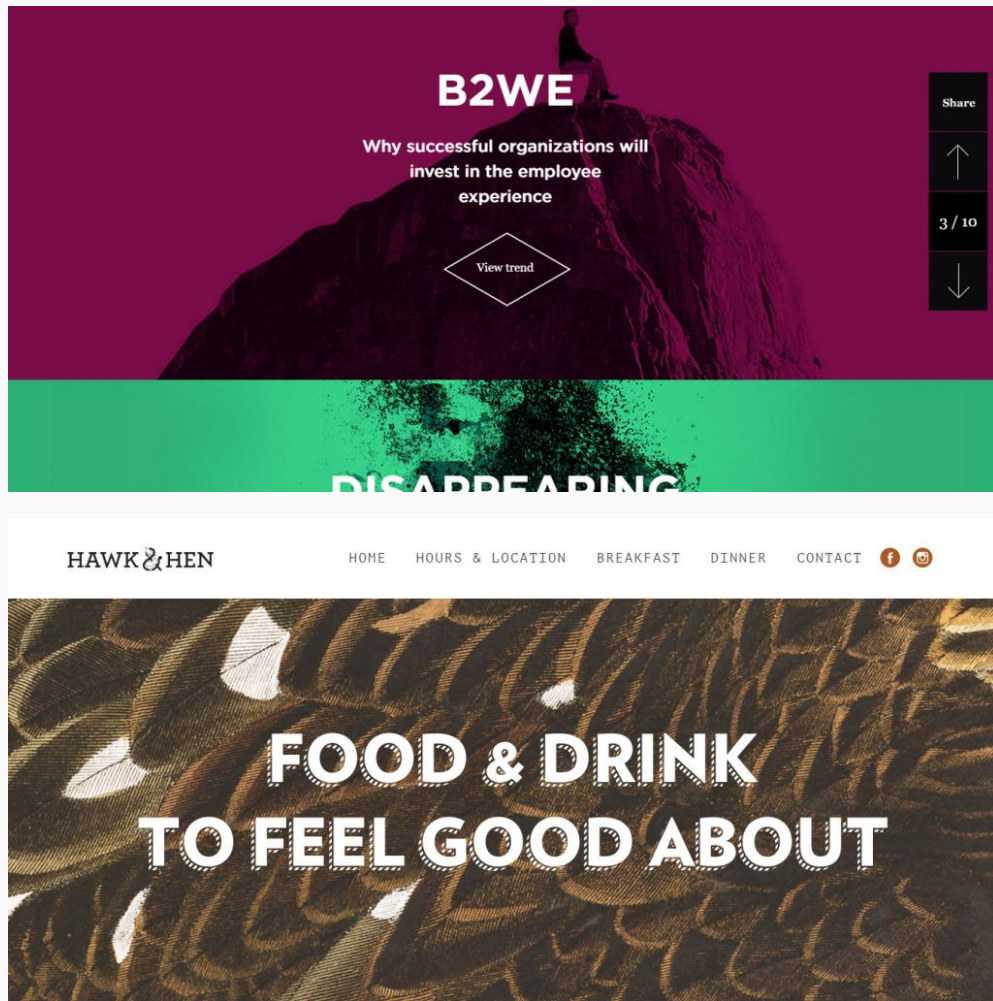 B2WE
Why successful organizations will
invest in the employee
experience
View trend
Share
3 / 10
DISAPPEARING
HAWK & HEN
HOME HOURS & LOCATION BREAKFAST DINNER CONTACT
FOOD & DRINK
TO FEEL GOOD ABOUT